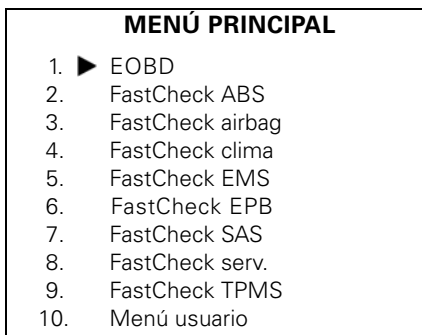 MENÚ PRINCIPAL
1. ▶ EOBD
2. FastCheck ABS
3. FastCheck airbag
4. FastCheck clima
5. FastCheck EMS
6. FastCheck EPB
7. FastCheck SAS
8. FastCheck serv.
9. FastCheck TPMS
10. Menú usuario